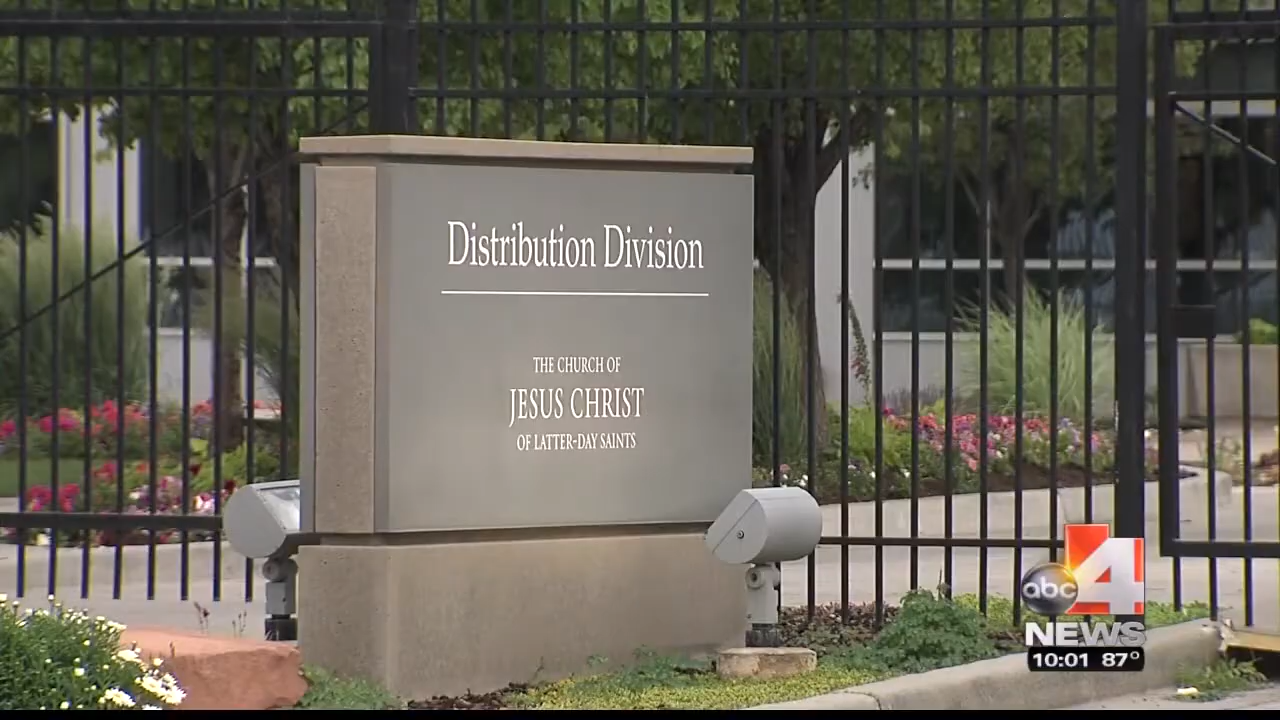 Distribution Division
THE CHURCH OF
JESUS CHRIST
OF LATTER-DAY SAINTS
abc 4
NEWS
10:01 87°